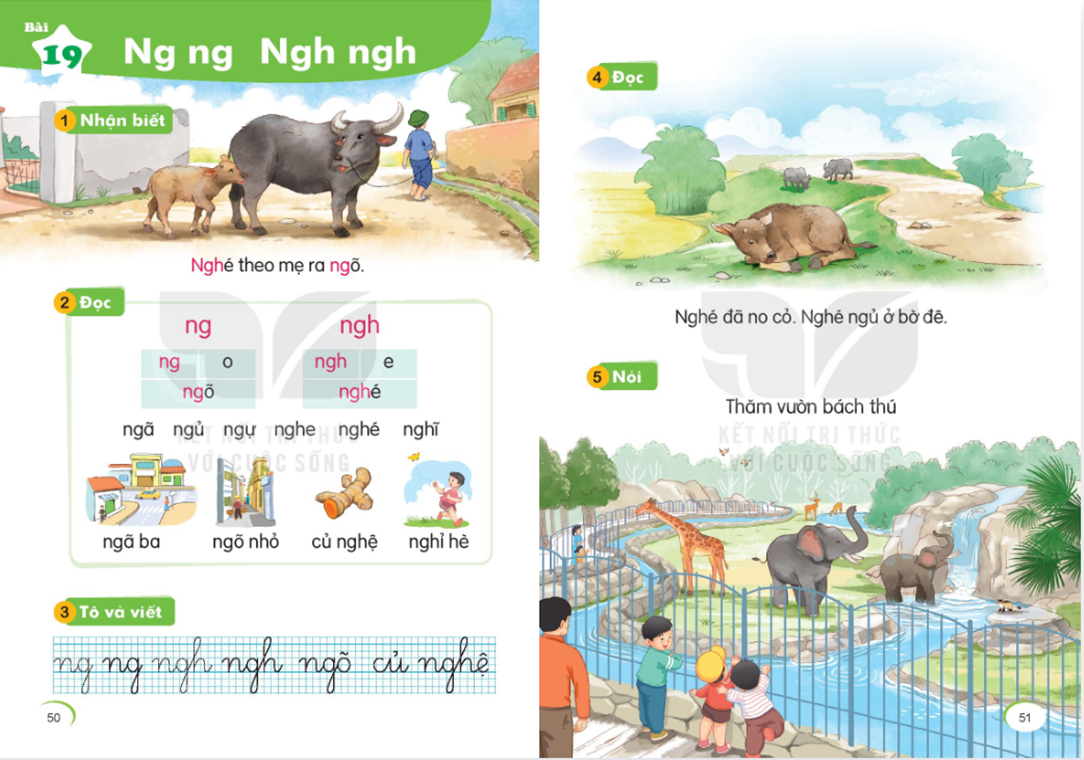 Bài
19
Ng ng Ngh ngh
1 Nhận biết
Nghé theo mẹ ra ngõ.
2 Đọc
ng ngh
ng o ngh e
ngõ nghé
ngã ngủ ngự nghe nghé nghĩ
ngã ba ngõ nhỏ củ nghệ nghỉ hè
3 Tô và viết
ng ng ngh ngh ngõ củ nghệ
50
4 Đọc
Nghé đã no cỏ. Nghé ngủ ở bờ đê.
5 Nói
Thăm vườn bách thú
KẾT NỐI TRI THỨC
VỚI CUỘC SỐNG
KẾT NỐI TRI THỨC
VỚI CUỘC SỐNG
51